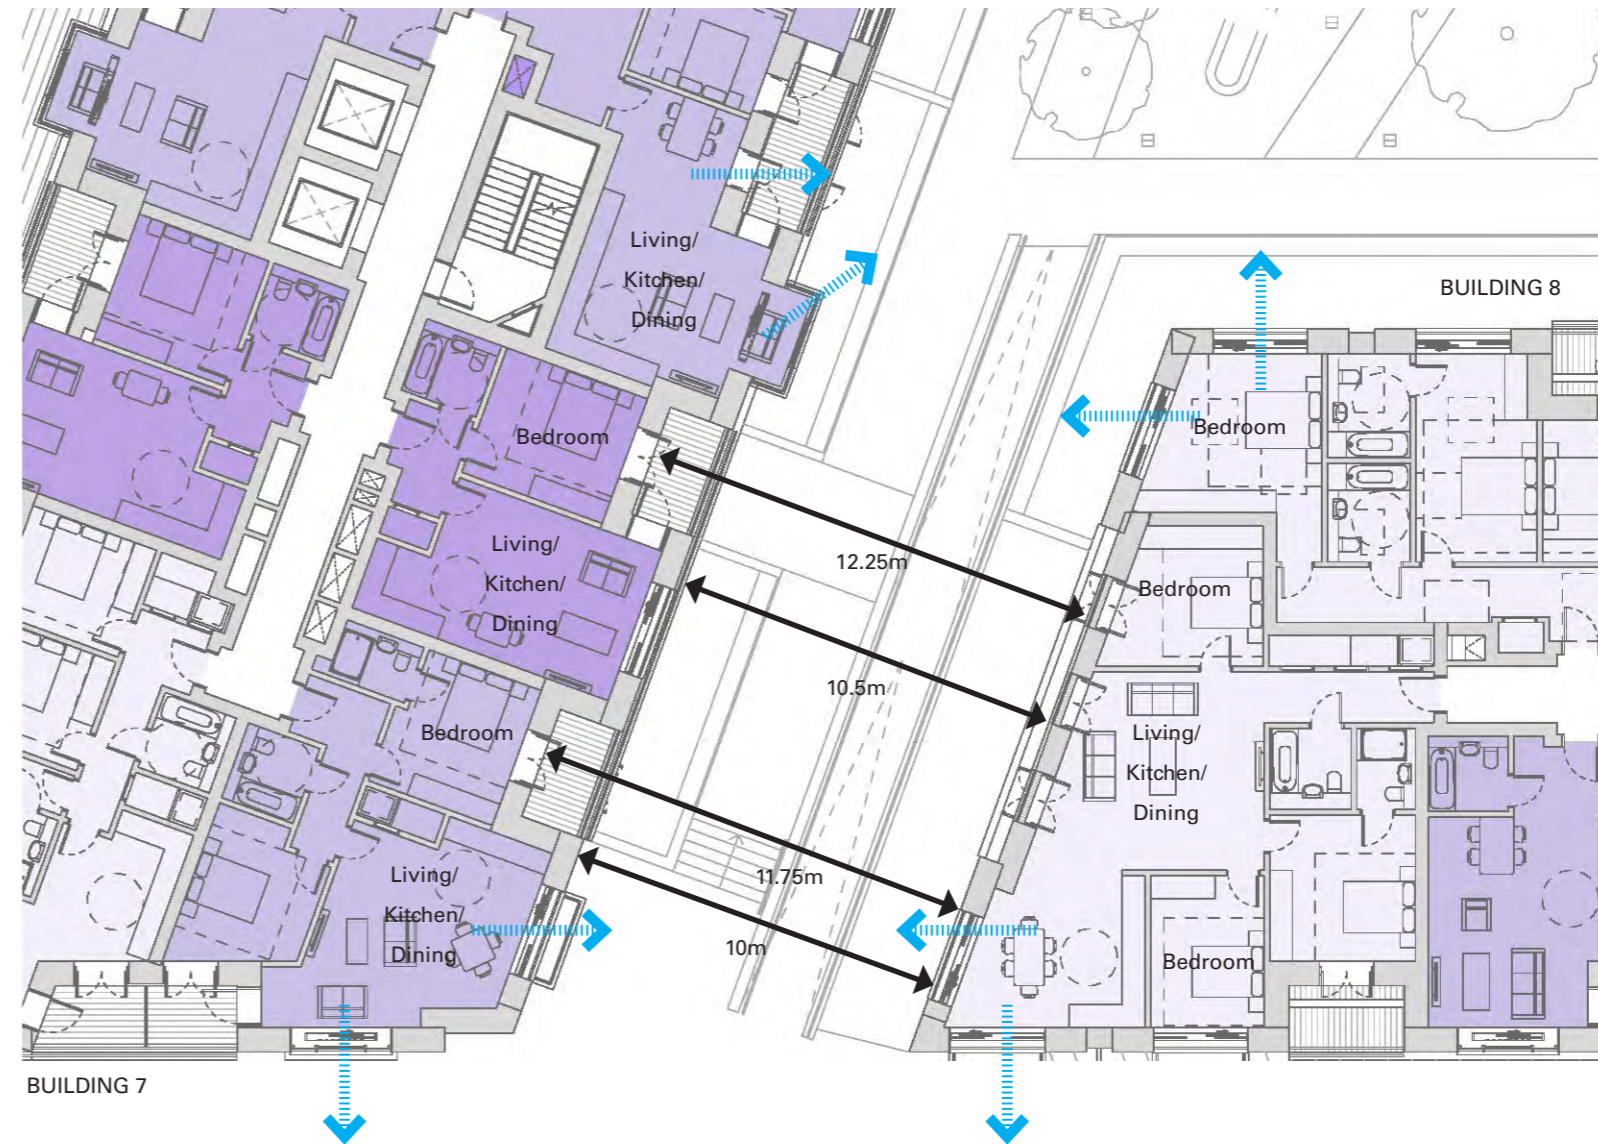 Living/
Kitchen/
Dining
BUILDING 8
Bedroom
Bedroom
12.25m
Living/
Kitchen/
Dining
Bedroom
10.5m
Bedroom
Living/
Kitchen/
Dining
Living/
Kitchen/
Dining
11.75m
10m
Bedroom
BUILDING 7